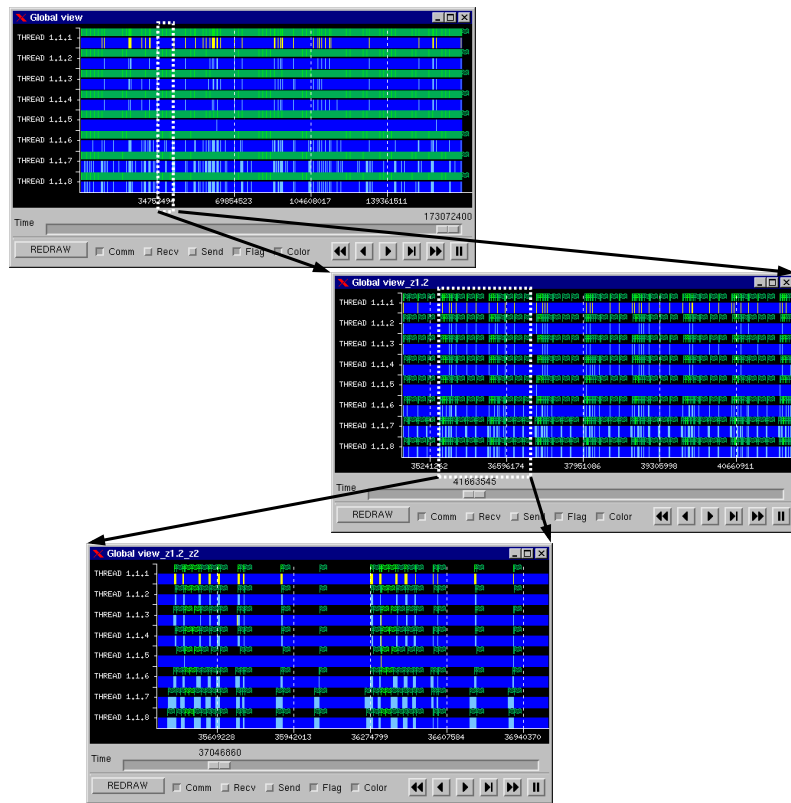 Global view
THREAD 1.1.1
THREAD 1.1.2
THREAD 1.1.3
THREAD 1.1.4
THREAD 1.1.5
THREAD 1.1.6
THREAD 1.1.7
THREAD 1.1.8
69854523 104608017 139361511
173072400
Time
REDRAW Comm Recv Send Flag Color
Global view_z1.2
THREAD 1.1.1
THREAD 1.1.2
THREAD 1.1.3
THREAD 1.1.4
THREAD 1.1.5
THREAD 1.1.6
THREAD 1.1.7
THREAD 1.1.8
35241262 36596174 37951086 39305998 40660911
41663545
Time
REDRAW Comm Recv Send Flag Color
Global view_z1.2_z2
THREAD 1.1.1
THREAD 1.1.2
THREAD 1.1.3
THREAD 1.1.4
THREAD 1.1.5
THREAD 1.1.6
THREAD 1.1.7
THREAD 1.1.8
35609228 35942013 36274799 36607584 36940370
37046860
Time
REDRAW Comm Recv Send Flag Color